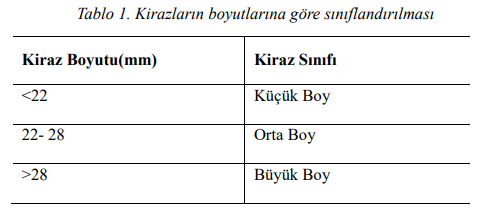 Tablo 1. Kirazların boyutlarına göre sınıflandırılması
Kiraz Boyutu(mm) Kiraz Sınıfı
<22 Küçük Boy
22- 28 Orta Boy
>28 Büyük Boy